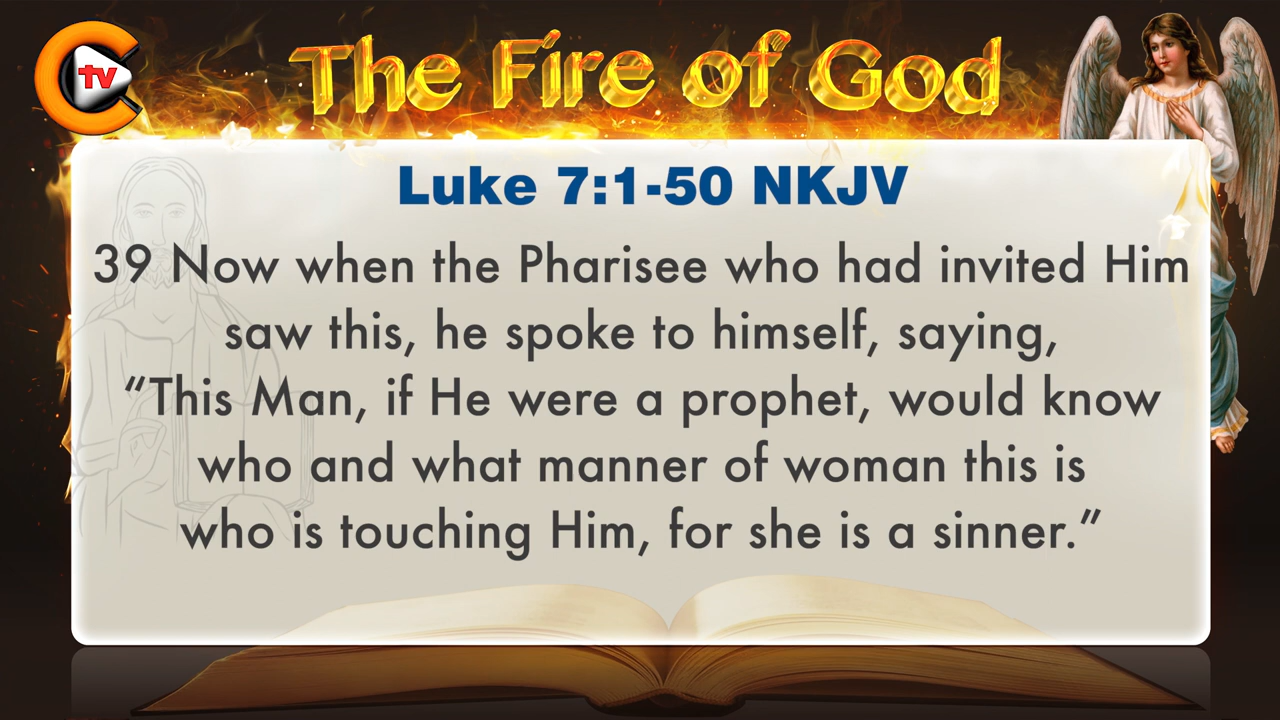 tv
The Fire of God
Luke 7:1-50 NKJV
39 Now when the Pharisee who had invited Him
saw this, he spoke to himself, saying,
“This Man, if He were a prophet, would know
who and what manner of woman this is
who is touching Him, for she is a sinner.”